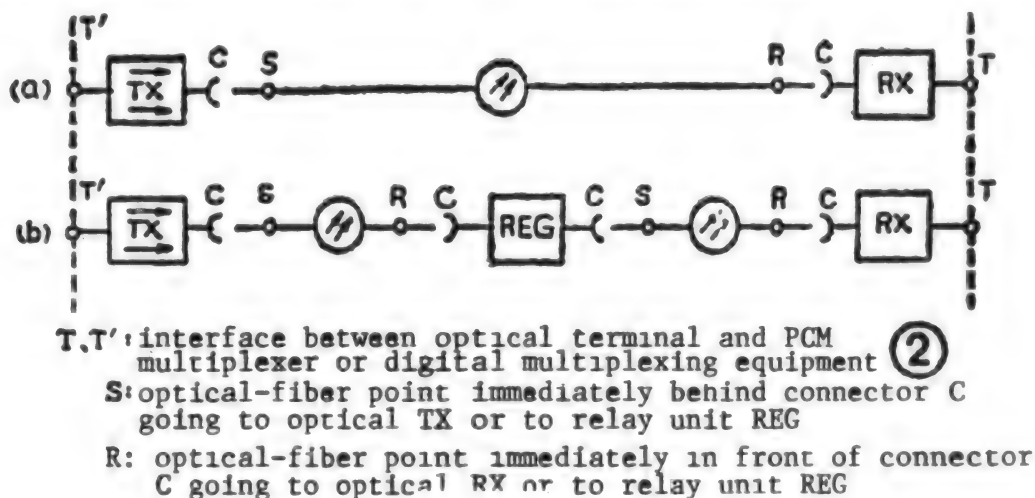 T' T
(a) TX C S R C RX
T' T
(b) TX C S R C REG C S R C RX
T,T': interface between optical terminal and PCM
multiplexer or digital multiplexing equipment ②
S: optical-fiber point immediately behind connector C
going to optical TX or to relay unit REG
R: optical-fiber point immediately in front of connector
C going to optical RX or to relay unit REG